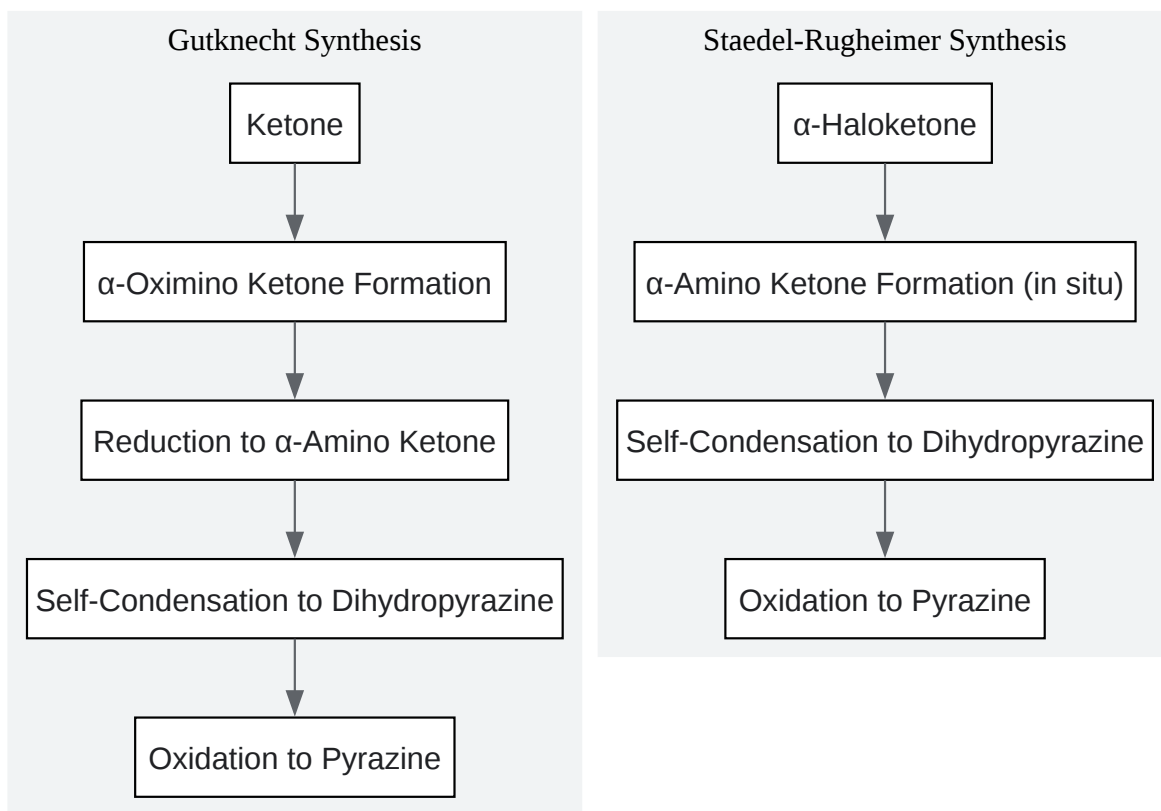 Gutknecht Synthesis
Ketone
α-Oximino Ketone Formation
Reduction to α-Amino Ketone
Self-Condensation to Dihydropyrazine
Oxidation to Pyrazine
Staedel-Rugheimer Synthesis
α-Haloketone
α-Amino Ketone Formation (in situ)
Self-Condensation to Dihydropyrazine
Oxidation to Pyrazine